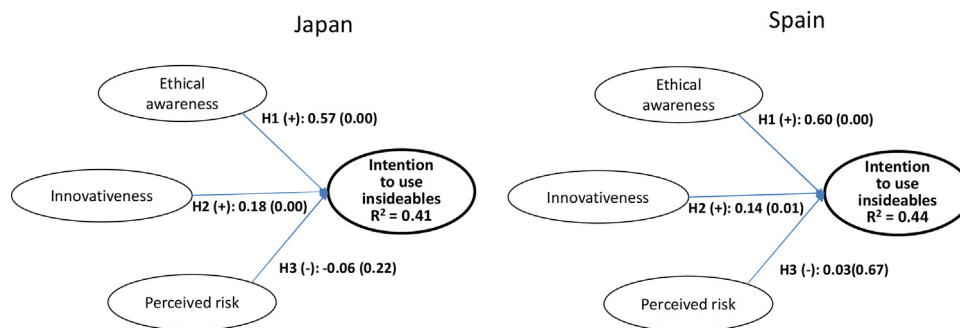 Japan
Ethical
awareness
H1 (+): 0.57 (0.00)
Innovativeness
H2 (+): 0.18 (0.00)
Intention
to use
insideables
R² = 0.41
H3 (-): -0.06 (0.22)
Perceived risk
Spain
Ethical
awareness
H1 (+): 0.60 (0.00)
Innovativeness
H2 (+): 0.14 (0.01)
Intention
to use
insideables
R² = 0.44
H3 (-): 0.03(0.67)
Perceived risk